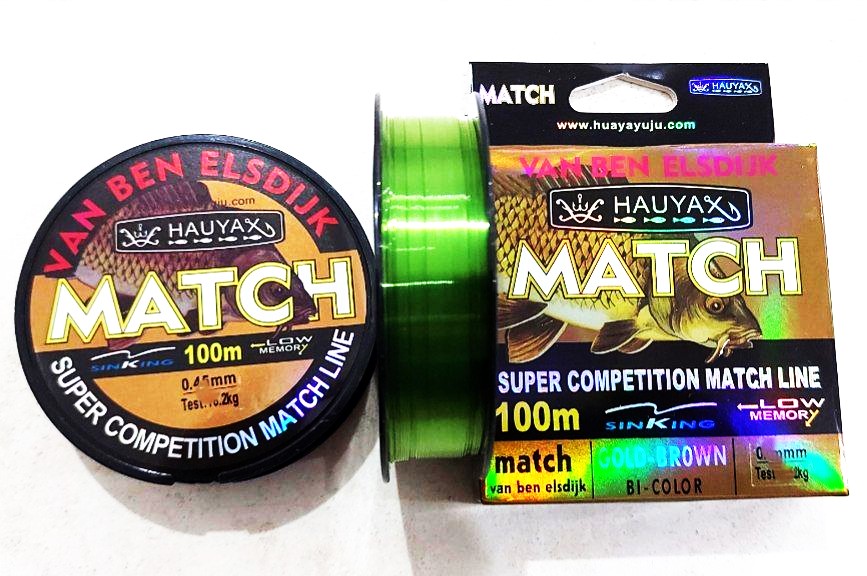 VAN BEN ELSDIJK
HAUYAX
MATCH
SINKING 100m LOW MEMORY
0.45mm
SUPER COMPETITION MATCH LINE
MATCH HAUYAX
www.huayayuju.com
VAN BEN ELSDIJK
HAUYAX
MATCH
SUPER COMPETITION MATCH LINE
100m SINKING LOW MEMORY
match GOLD-BROWN
van ben elsdijk BI-COLOR